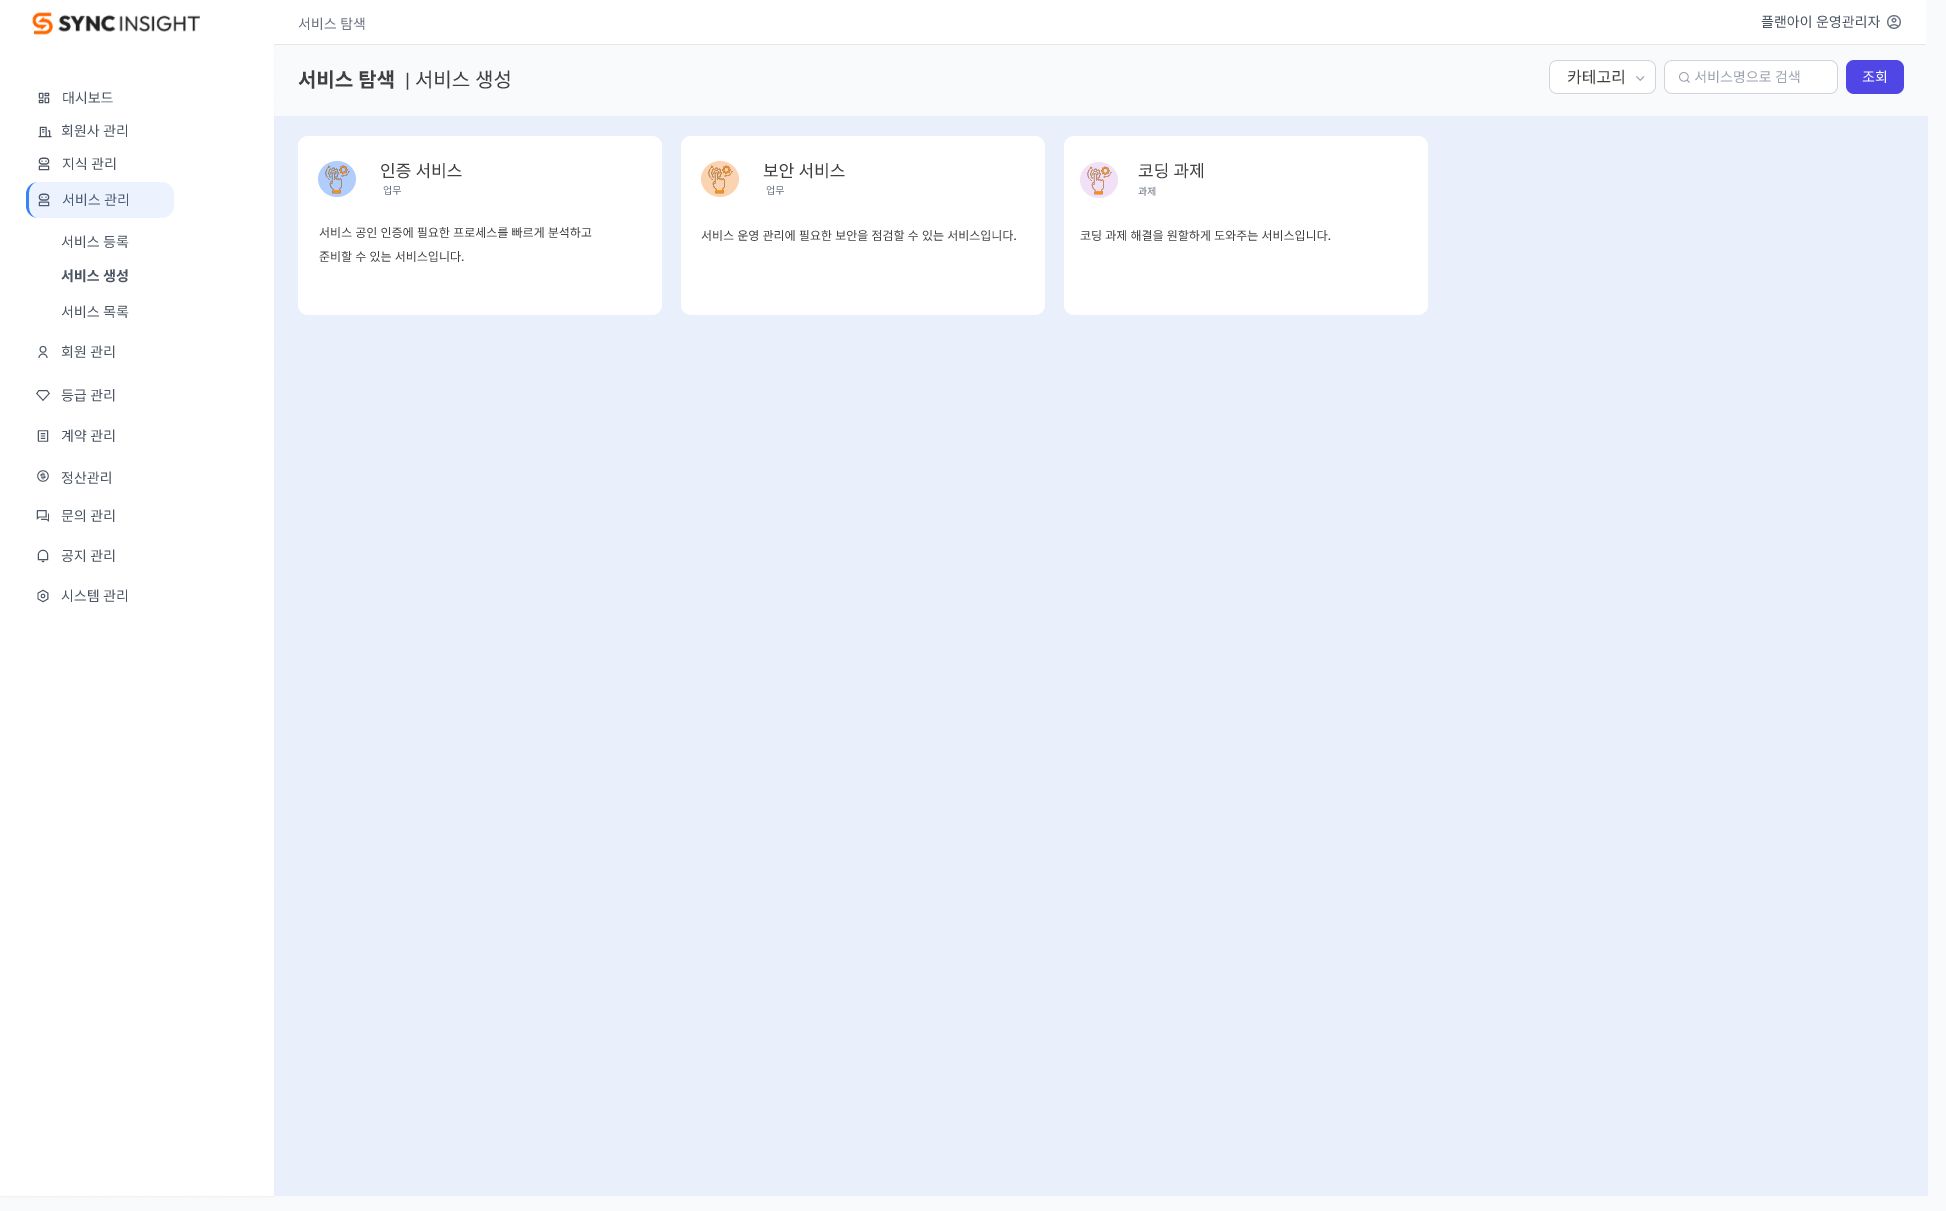 SYNC INSIGHT
서비스 탐색
플랜아이 운영관리자
서비스 탐색 | 서비스 생성
카테고리
서비스명으로 검색
조회
대시보드
회원사 관리
지식 관리
서비스 관리
서비스 등록
서비스 생성
서비스 목록
회원 관리
등급 관리
계약 관리
정산관리
문의 관리
공지 관리
시스템 관리
인증 서비스
업무
서비스 공인 인증에 필요한 프로세스를 빠르게 분석하고
준비할 수 있는 서비스입니다.
보안 서비스
업무
서비스 운영 관리에 필요한 보안을 점검할 수 있는 서비스입니다.
코딩 과제
과제
코딩 과제 해결을 원할하게 도와주는 서비스입니다.